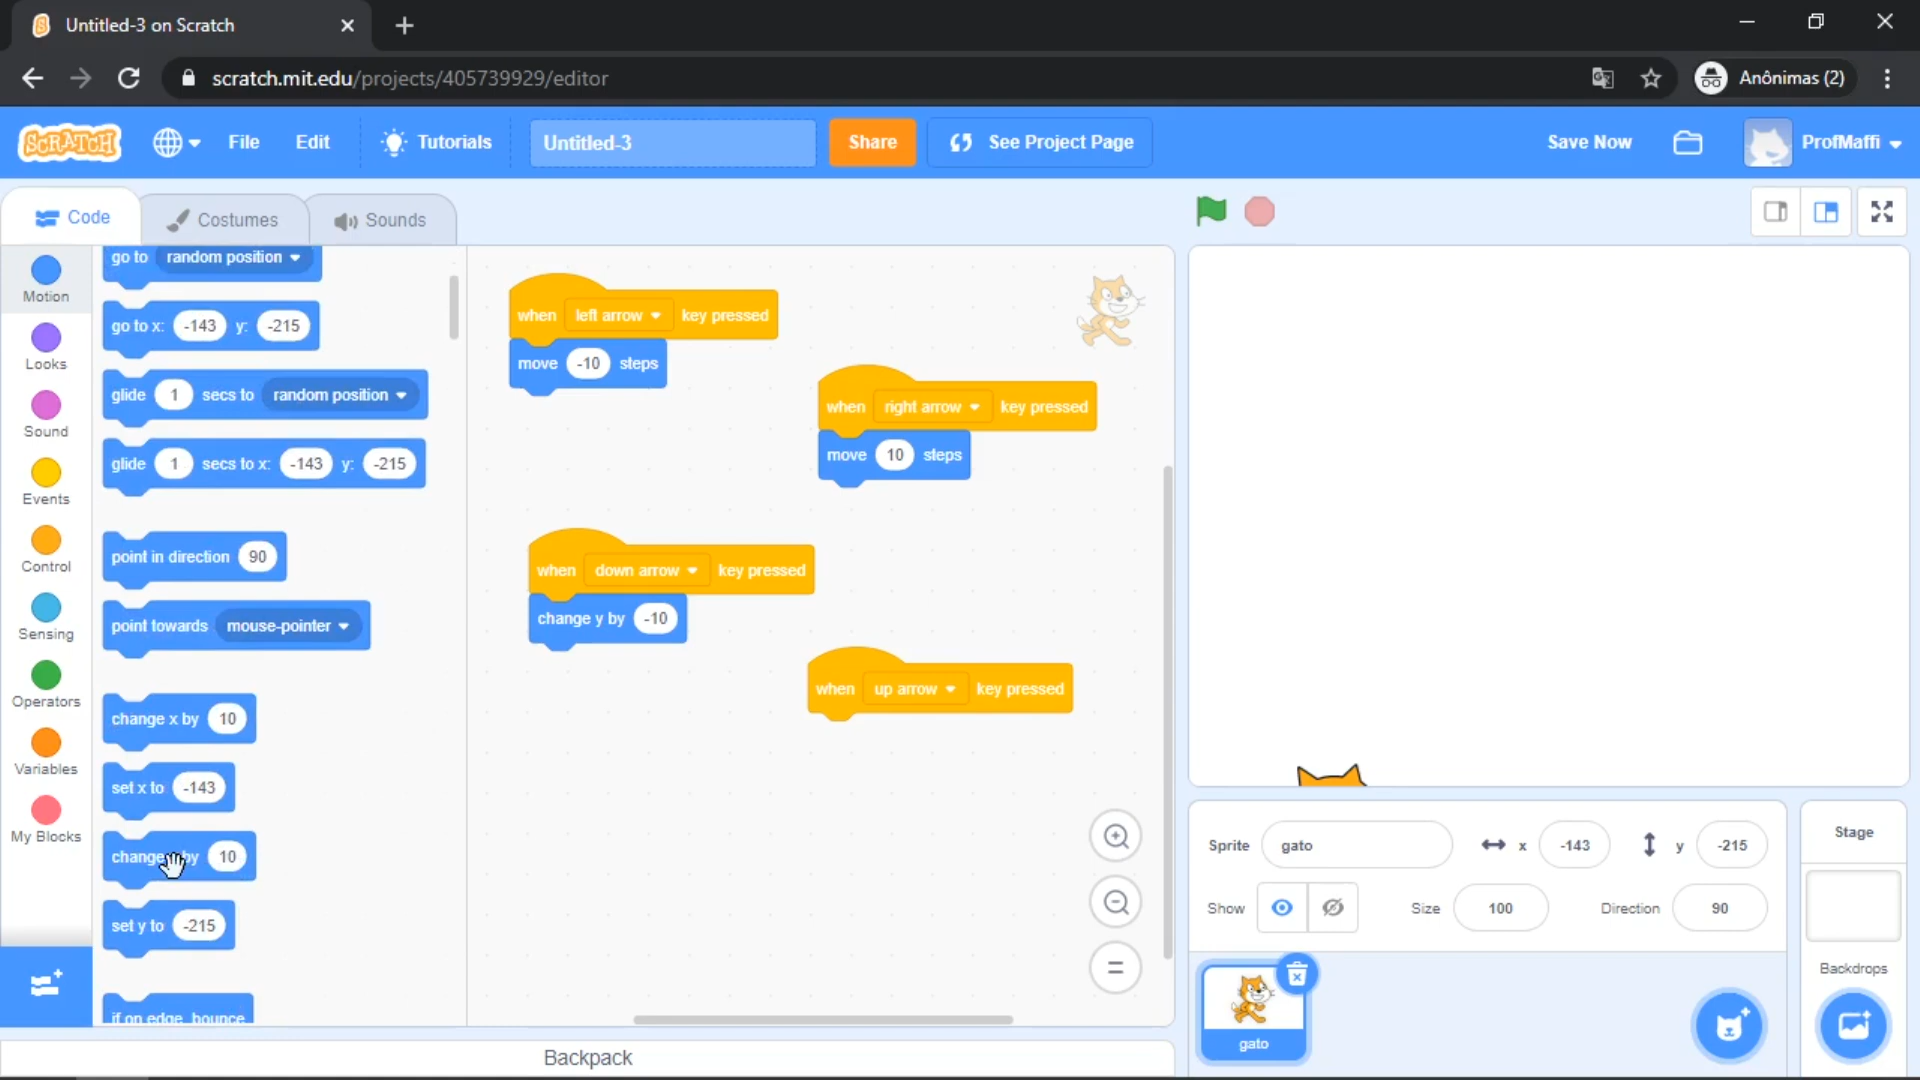 Untitled-3 on Scratch
scratch.mit.edu/projects/405739929/editor
Anônimas (2)
SCRATCH
File
Edit
Tutorials
Untitled-3
Share
See Project Page
Save Now
ProfMaffi
Code
Costumes
Sounds
Motion
Looks
Sound
Events
Control
Sensing
Operators
Variables
My Blocks
go to random position
go to x: -143 y: -215
glide 1 secs to random position
glide 1 secs to x: -143 y: -215
point in direction 90
point towards mouse-pointer
change x by 10
set x to -143
change by 10
set y to -215
if on edge, bounce
when left arrow key pressed
move -10 steps
when right arrow key pressed
move 10 steps
when down arrow key pressed
change y by -10
when up arrow key pressed
Backpack
Sprite gato x -143 y -215
Show Size 100 Direction 90
gato
Stage
Backdrops